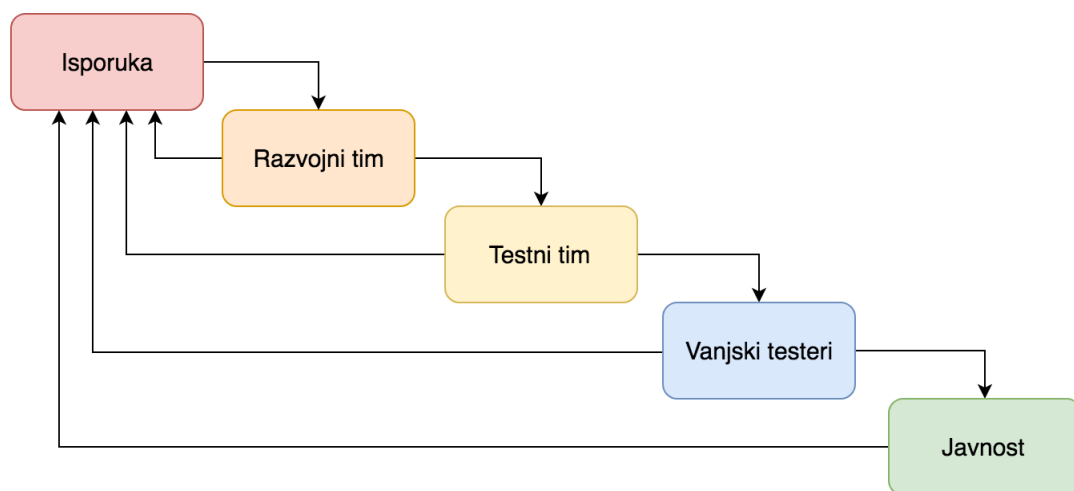 Isporuka
Razvojni tim
Testni tim
Vanjski testeri
Javnost